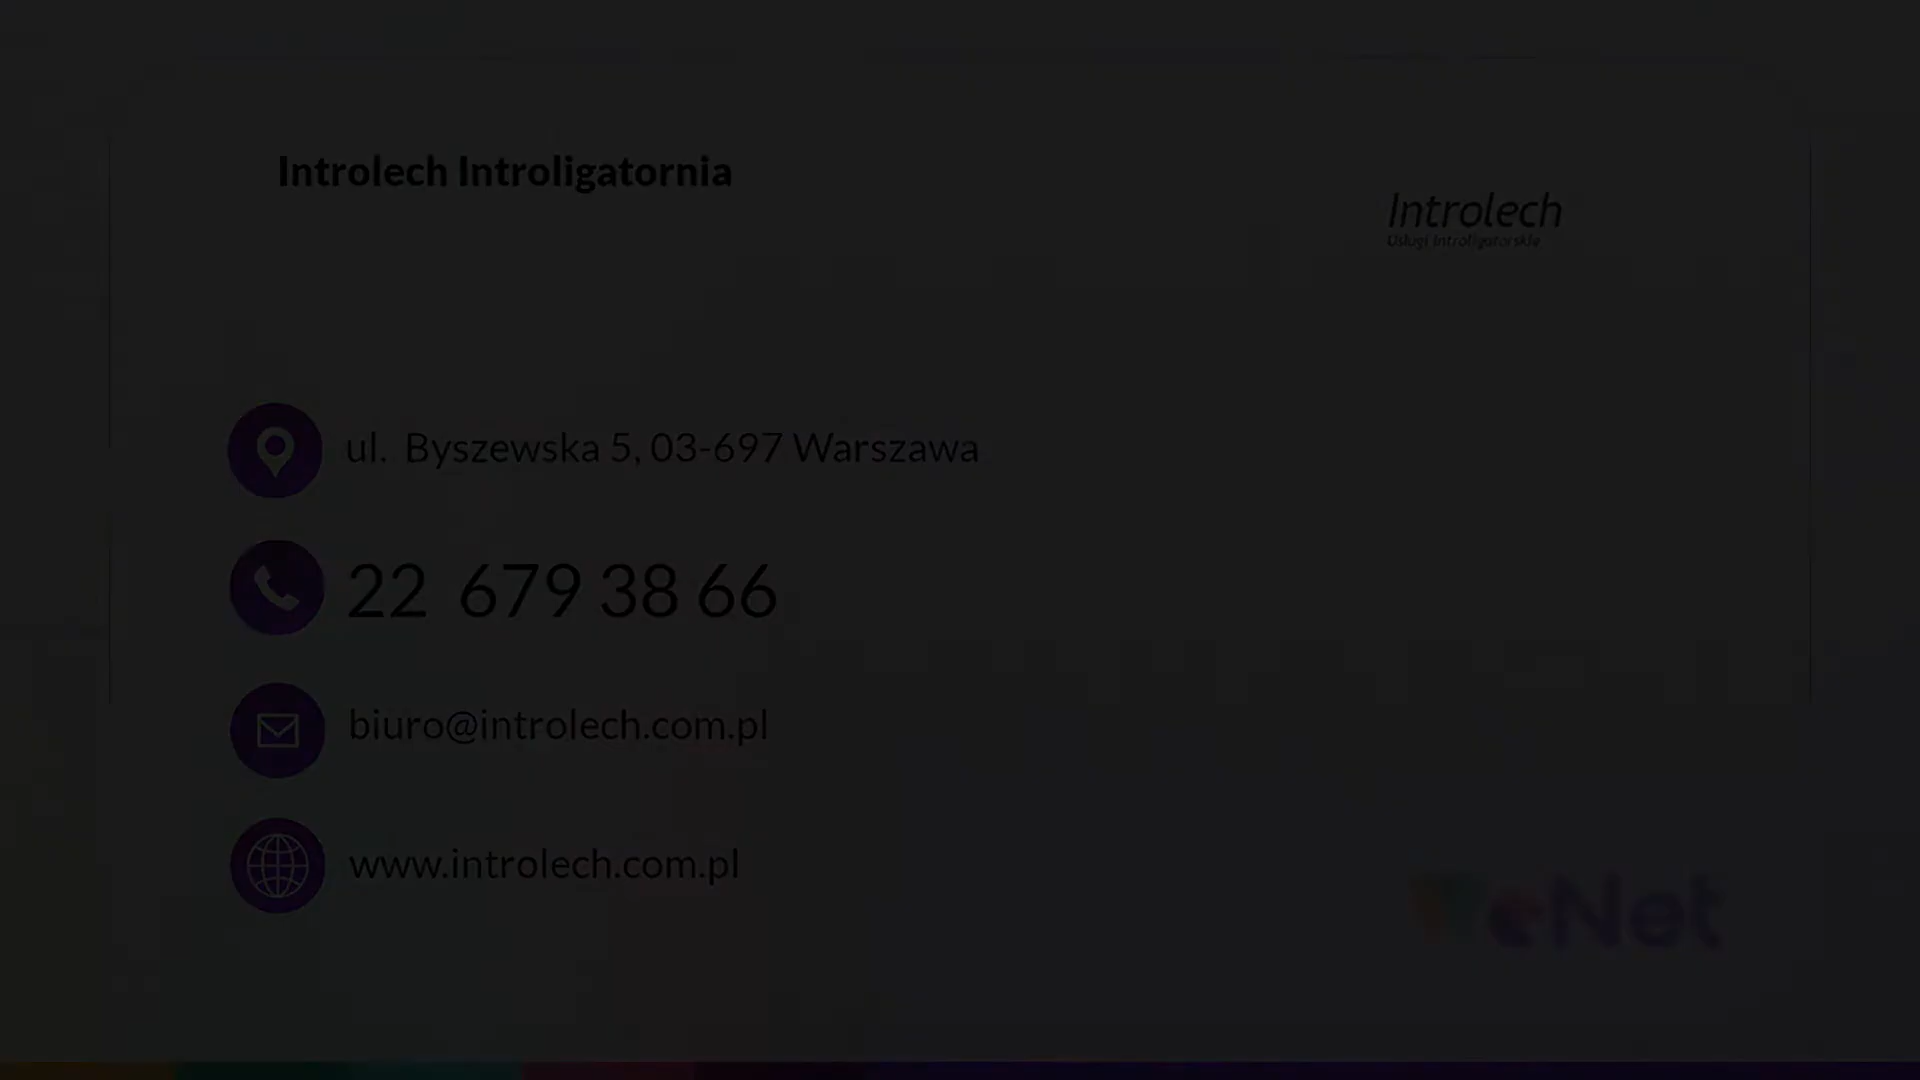 Introlech Introligatornia
Introlech
Usługi Introligatorskie
ul. Byszewska 5, 03-697 Warszawa
22 679 38 66
biuro@introlech.com.pl
www.introlech.com.pl
WeNet